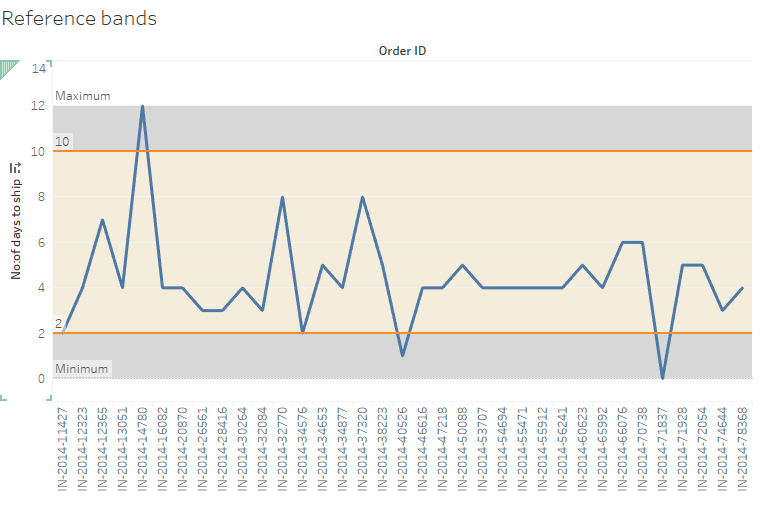 Reference bands
Order ID
No:of days to ship
14
Maximum
12
10
10
8
6
4
2
2
Minimum
0
IN-2014-11427
IN-2014-12323
IN-2014-12365
IN-2014-13051
IN-2014-14780
IN-2014-16082
IN-2014-20870
IN-2014-26561
IN-2014-28416
IN-2014-30264
IN-2014-32084
IN-2014-32770
IN-2014-34576
IN-2014-34653
IN-2014-34877
IN-2014-37320
IN-2014-38223
IN-2014-40526
IN-2014-46616
IN-2014-47218
IN-2014-50088
IN-2014-53707
IN-2014-54694
IN-2014-55471
IN-2014-55912
IN-2014-56241
IN-2014-60623
IN-2014-65992
IN-2014-66076
IN-2014-70738
IN-2014-71837
IN-2014-71928
IN-2014-72054
IN-2014-74644
IN-2014-78368